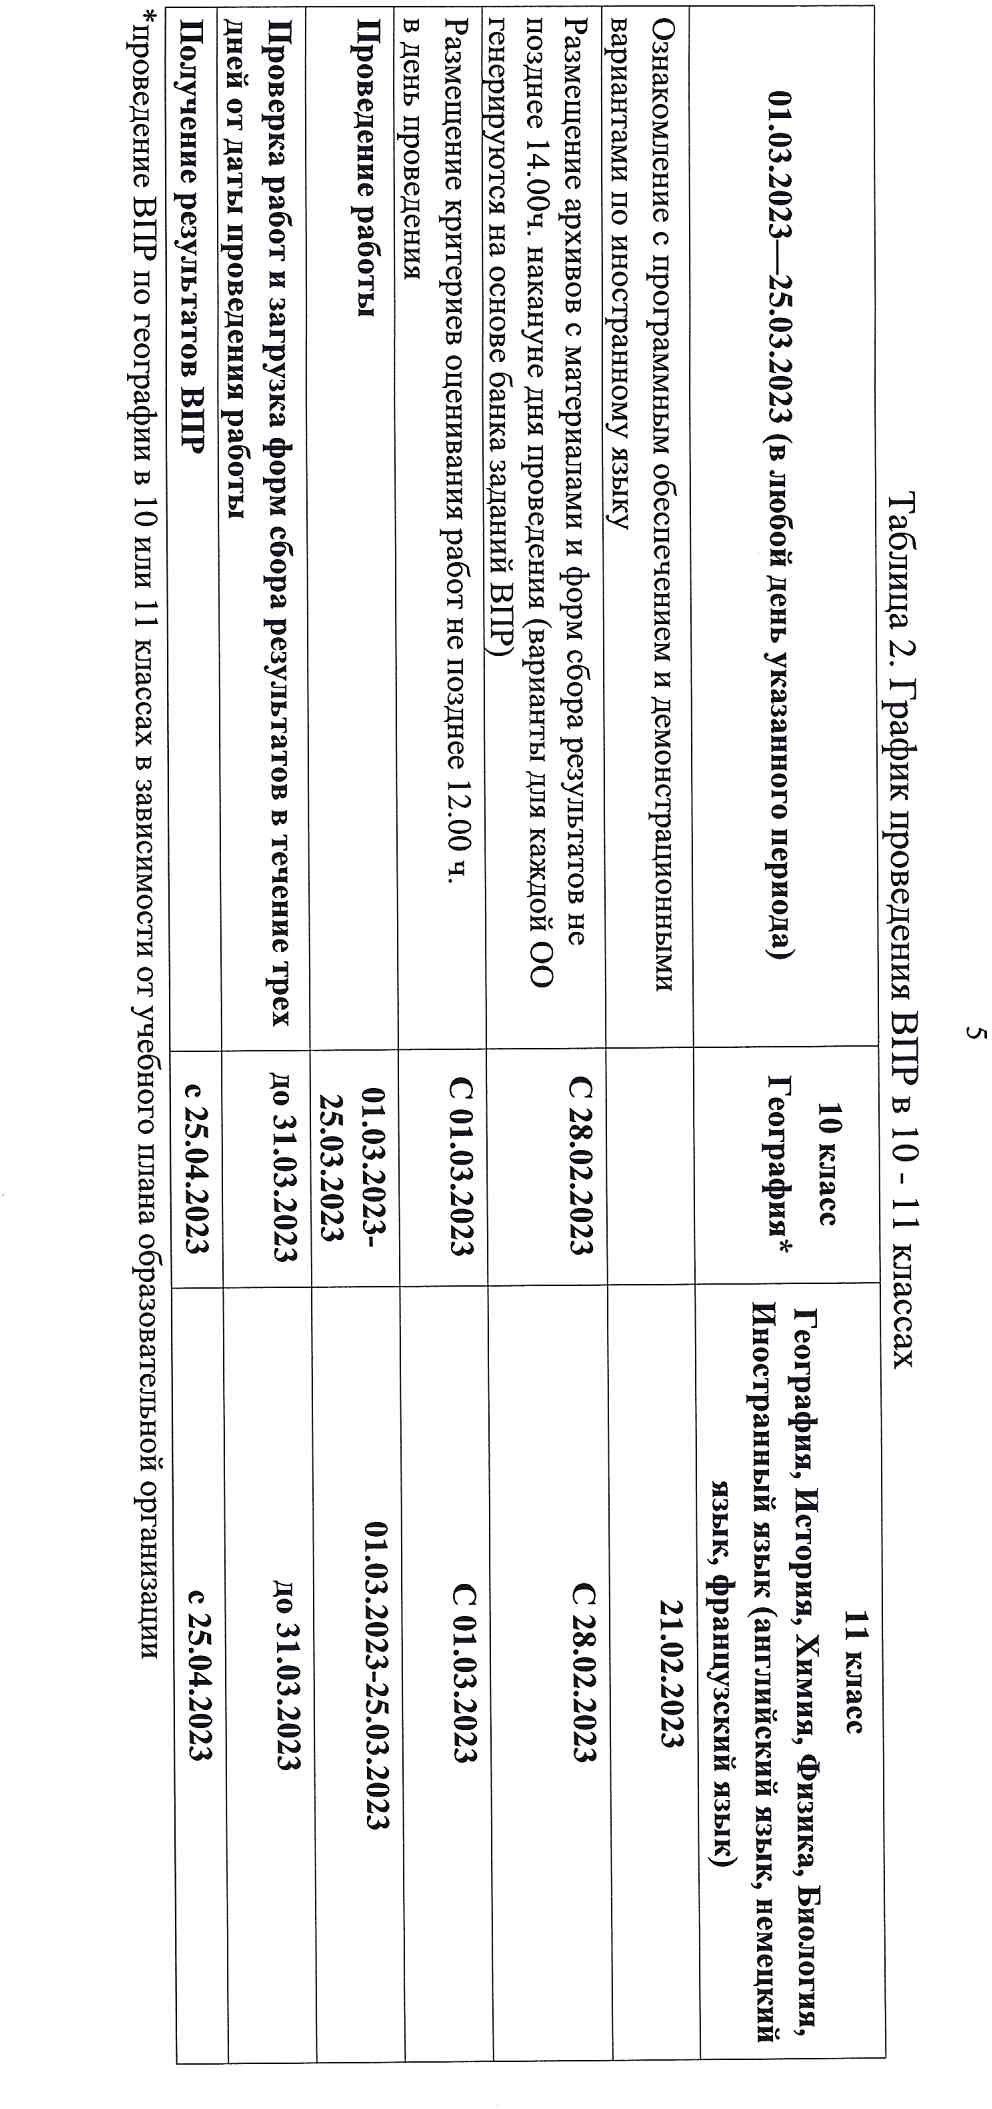 5
Таблица 2. График проведения ВПР в 10 - 11 классах
01.03.2023—25.03.2023 (в любой день указанного периода)
10 класс
География*
11 класс
География, История, Химия, Физика, Биология,
Иностранный язык (английский язык, немецкий
язык, французский язык)
Ознакомление с программным обеспечением и демонстрационными
вариантами по иностранному языку
21.02.2023
Размещение архивов с материалами и форм сбора результатов не
позднее 14.00ч. накануне дня проведения (варианты для каждой ОО
генерируются на основе банка заданий ВПР)
С 28.02.2023
С 28.02.2023
Размещение критериев оценивания работ не позднее 12.00 ч.
в день проведения
С 01.03.2023
С 01.03.2023
Проведение работы
01.03.2023-
25.03.2023
01.03.2023-25.03.2023
Проверка работ и загрузка форм сбора результатов в течение трех
дней от даты проведения работы
до 31.03.2023
до 31.03.2023
Получение результатов ВПР
с 25.04.2023
с 25.04.2023
*проведение ВПР по географии в 10 или 11 классах в зависимости от учебного плана образовательной организации